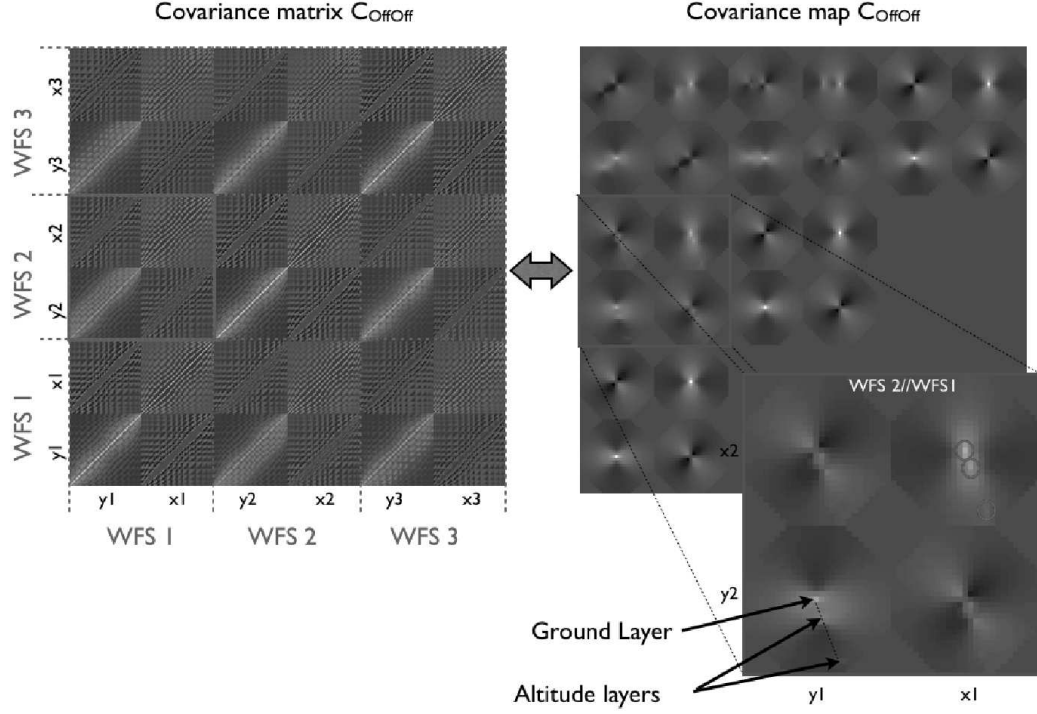 Covariance matrix COffOff
Covariance map COffOff
WFS 3
x3
y3
WFS 2
x2
y2
WFS 1
x1
y1
y1
x1
y2
x2
y3
x3
WFS 1
WFS 2
WFS 3
WFS 2//WFS1
x2
y2
Ground Layer
Altitude layers
y1
x1